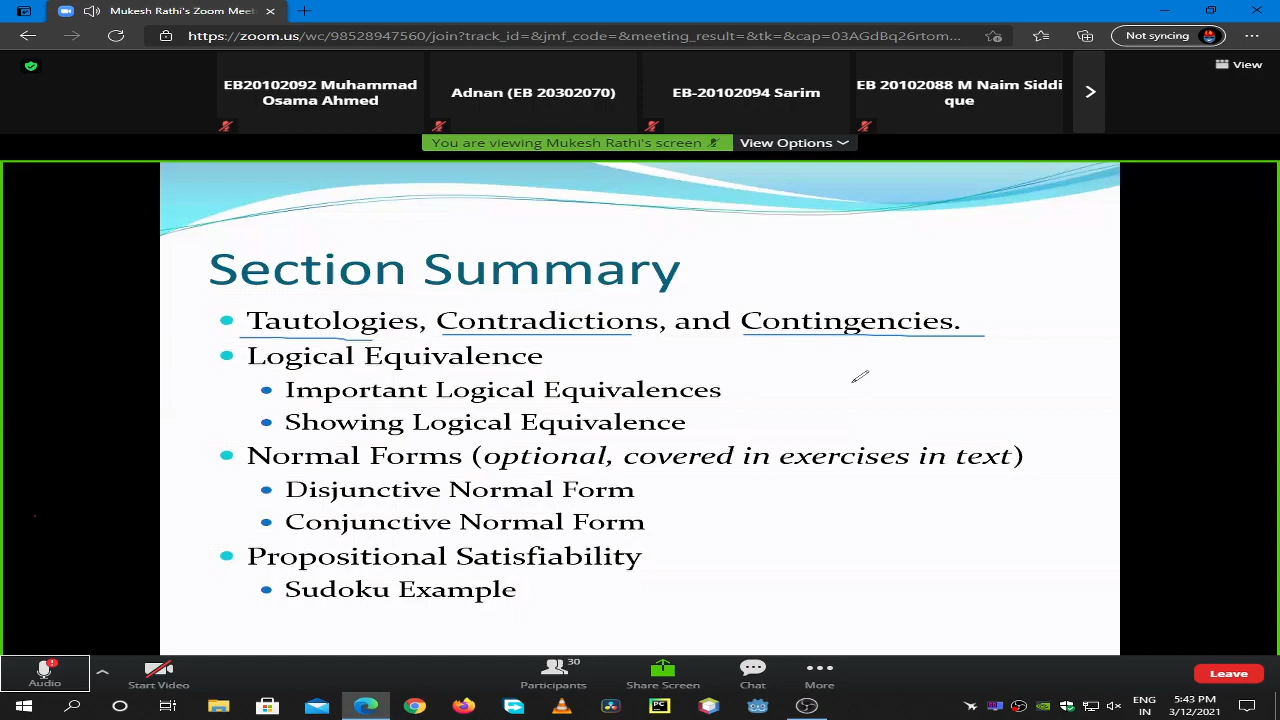 Mukesh Rathi's Zoom Meet
https://zoom.us/wc/98528947560/join?track_id=&jmf_code=&meeting_result=&tk=&cap=03AGdBq26rtom...
Not syncing
EB20102092 Muhammad
Osama Ahmed
Adnan (EB 20302070)
EB-20102094 Sarim
EB 20102088 M Naim Siddi
que
View
You are viewing Mukesh Rathi's screen
View Options
Section Summary
Tautologies, Contradictions, and Contingencies.
Logical Equivalence
Important Logical Equivalences
Showing Logical Equivalence
Normal Forms (optional, covered in exercises in text)
Disjunctive Normal Form
Conjunctive Normal Form
Propositional Satisfiability
Sudoku Example
Audio
Start Video
Participants
30
Share Screen
Chat
More
Leave
PC
ENG
IN
5:43 PM
3/12/2021